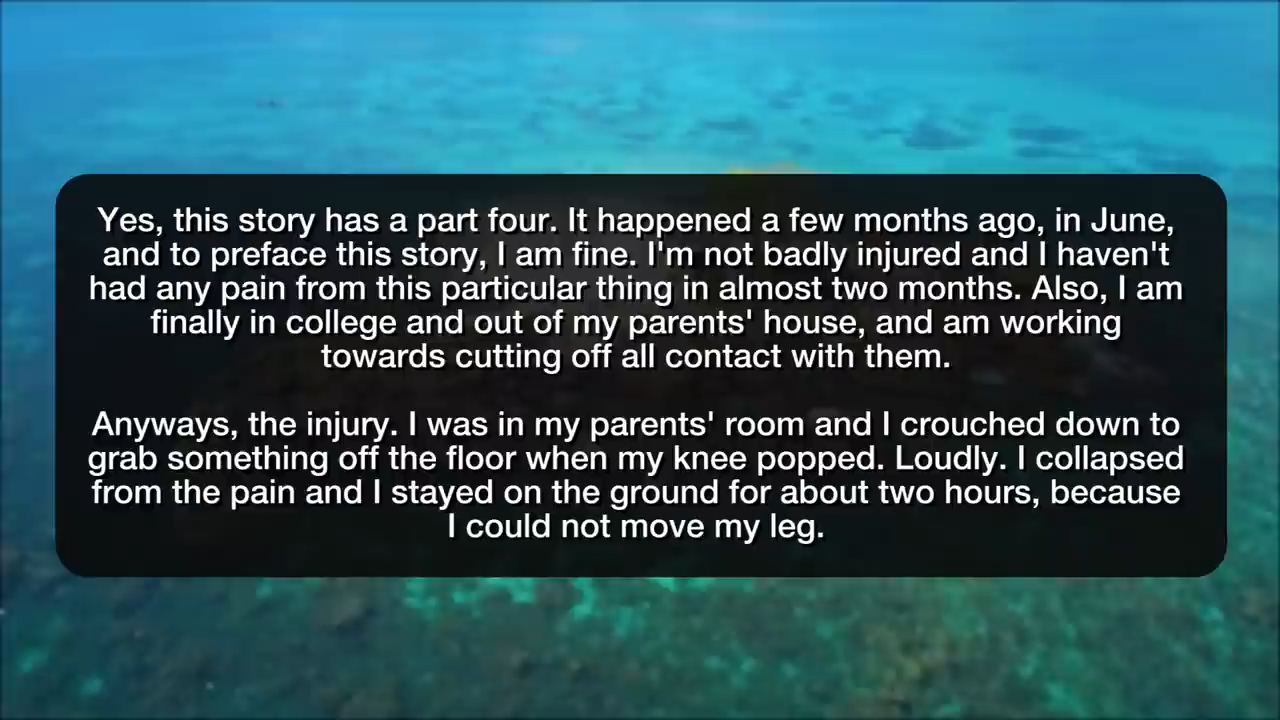 Yes, this story has a part four. It happened a few months ago, in June,
and to preface this story, I am fine. I'm not badly injured and I haven't
had any pain from this particular thing in almost two months. Also, I am
finally in college and out of my parents' house, and am working
towards cutting off all contact with them.
Anyways, the injury. I was in my parents' room and I crouched down to
grab something off the floor when my knee popped. Loudly. I collapsed
from the pain and I stayed on the ground for about two hours, because
I could not move my leg.